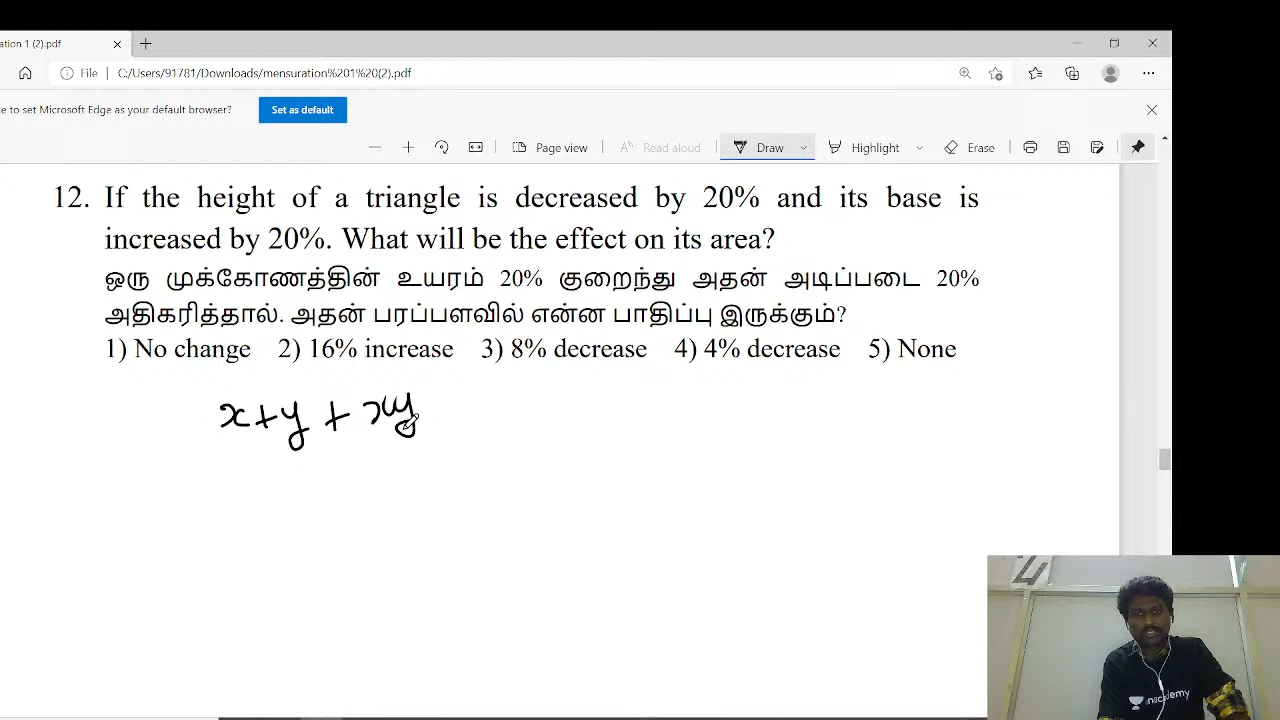 ation 1 (2).pdf
File C:/Users/91781/Downloads/mensuration%201%20(2).pdf
e to set Microsoft Edge as your default browser? Set as default
Page view Read aloud Draw Highlight Erase
12. If the height of a triangle is decreased by 20% and its base is
increased by 20%. What will be the effect on its area?
ஒரு முக்கோணத்தின் உயரம் 20% குறைந்து அதன் அடிப்படை 20%
அதிகரித்தால். அதன் பரப்பளவில் என்ன பாதிப்பு இருக்கும்?
1) No change 2) 16% increase 3) 8% decrease 4) 4% decrease 5) None
x+y + xy
unacademy